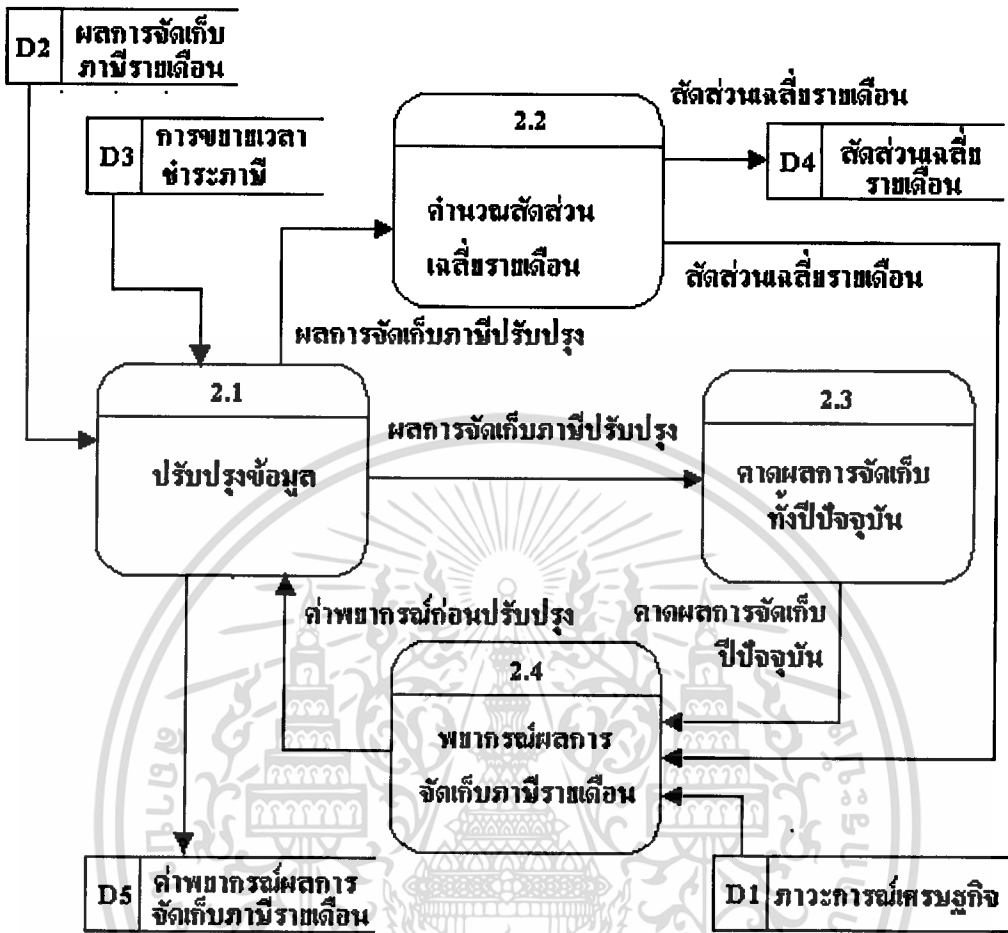 D2
ผลการจัดเก็บ
ภาษีรายเดือน
D3
การขยายเวลา
ชำระภาษี
2.2
คำนวณสัดส่วน
เฉลี่ยรายเดือน
สัดส่วนเฉลี่ยรายเดือน
D4
สัดส่วนเฉลี่ย
รายเดือน
สัดส่วนเฉลี่ยรายเดือน
ผลการจัดเก็บภาษีปรับปรุง
2.1
ปรับปรุงข้อมูล
ผลการจัดเก็บภาษีปรับปรุง
2.3
คาดผลการจัดเก็บ
ทั้งปีปัจจุบัน
ค่าพยากรณ์ก่อนปรับปรุง
คาดผลการจัดเก็บ
ปีปัจจุบัน
2.4
พยากรณ์ผลการ
จัดเก็บภาษีรายเดือน
D5
ค่าพยากรณ์ผลการ
จัดเก็บภาษีรายเดือน
D1
ภาวะการณ์เศรษฐกิจ